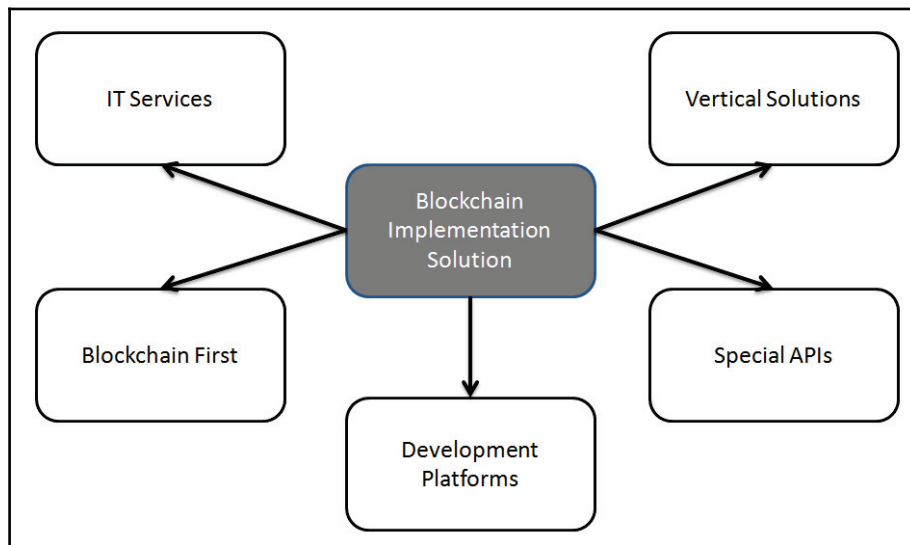 IT Services
Vertical Solutions
Blockchain
Implementation
Solution
Blockchain First
Special APIs
Development
Platforms